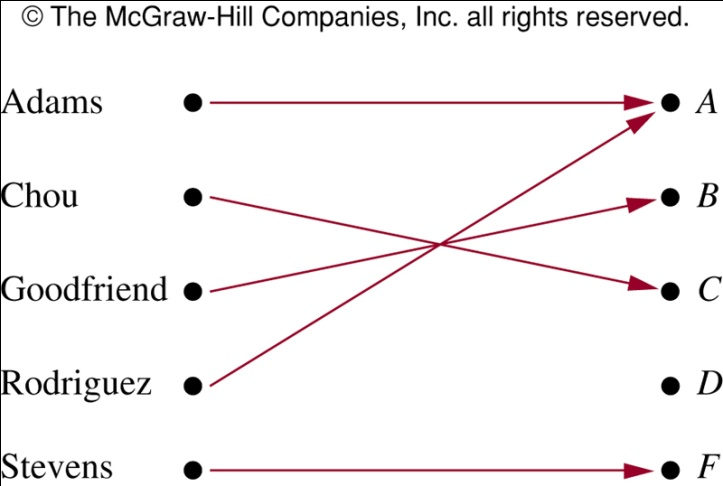 © The McGraw-Hill Companies, Inc. all rights reserved.
Adams A
Chou B
Goodfriend C
Rodriguez D
Stevens F